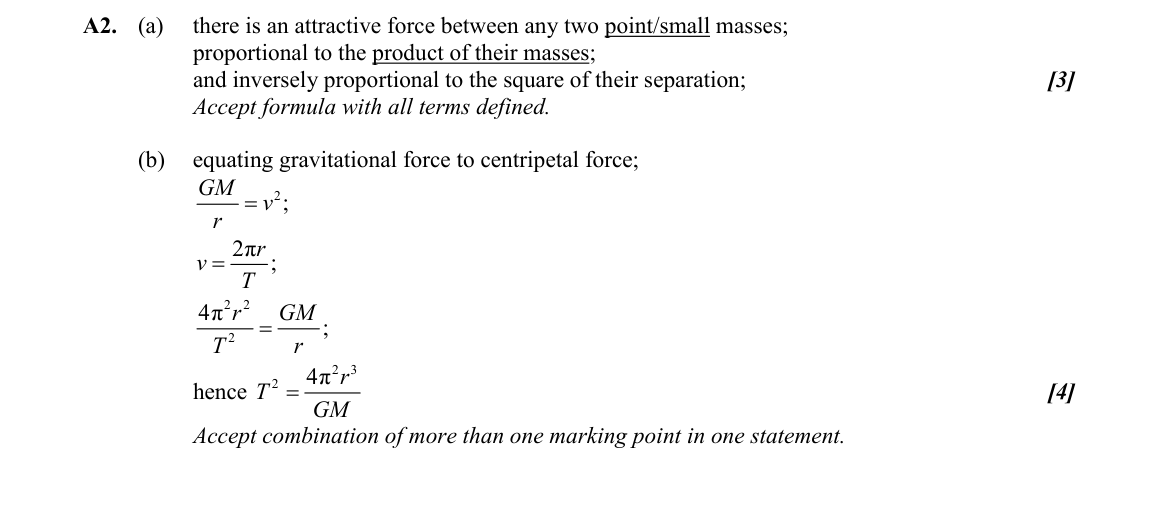 A2. (a) there is an attractive force between any two point/small masses;
proportional to the product of their masses;
and inversely proportional to the square of their separation; [3]
Accept formula with all terms defined.
(b) equating gravitational force to centripetal force;
GM/r = v²;
v = 2πr/T;
4π²r²/T² = GM/r;
hence T² = 4π²r³/GM [4]
Accept combination of more than one marking point in one statement.